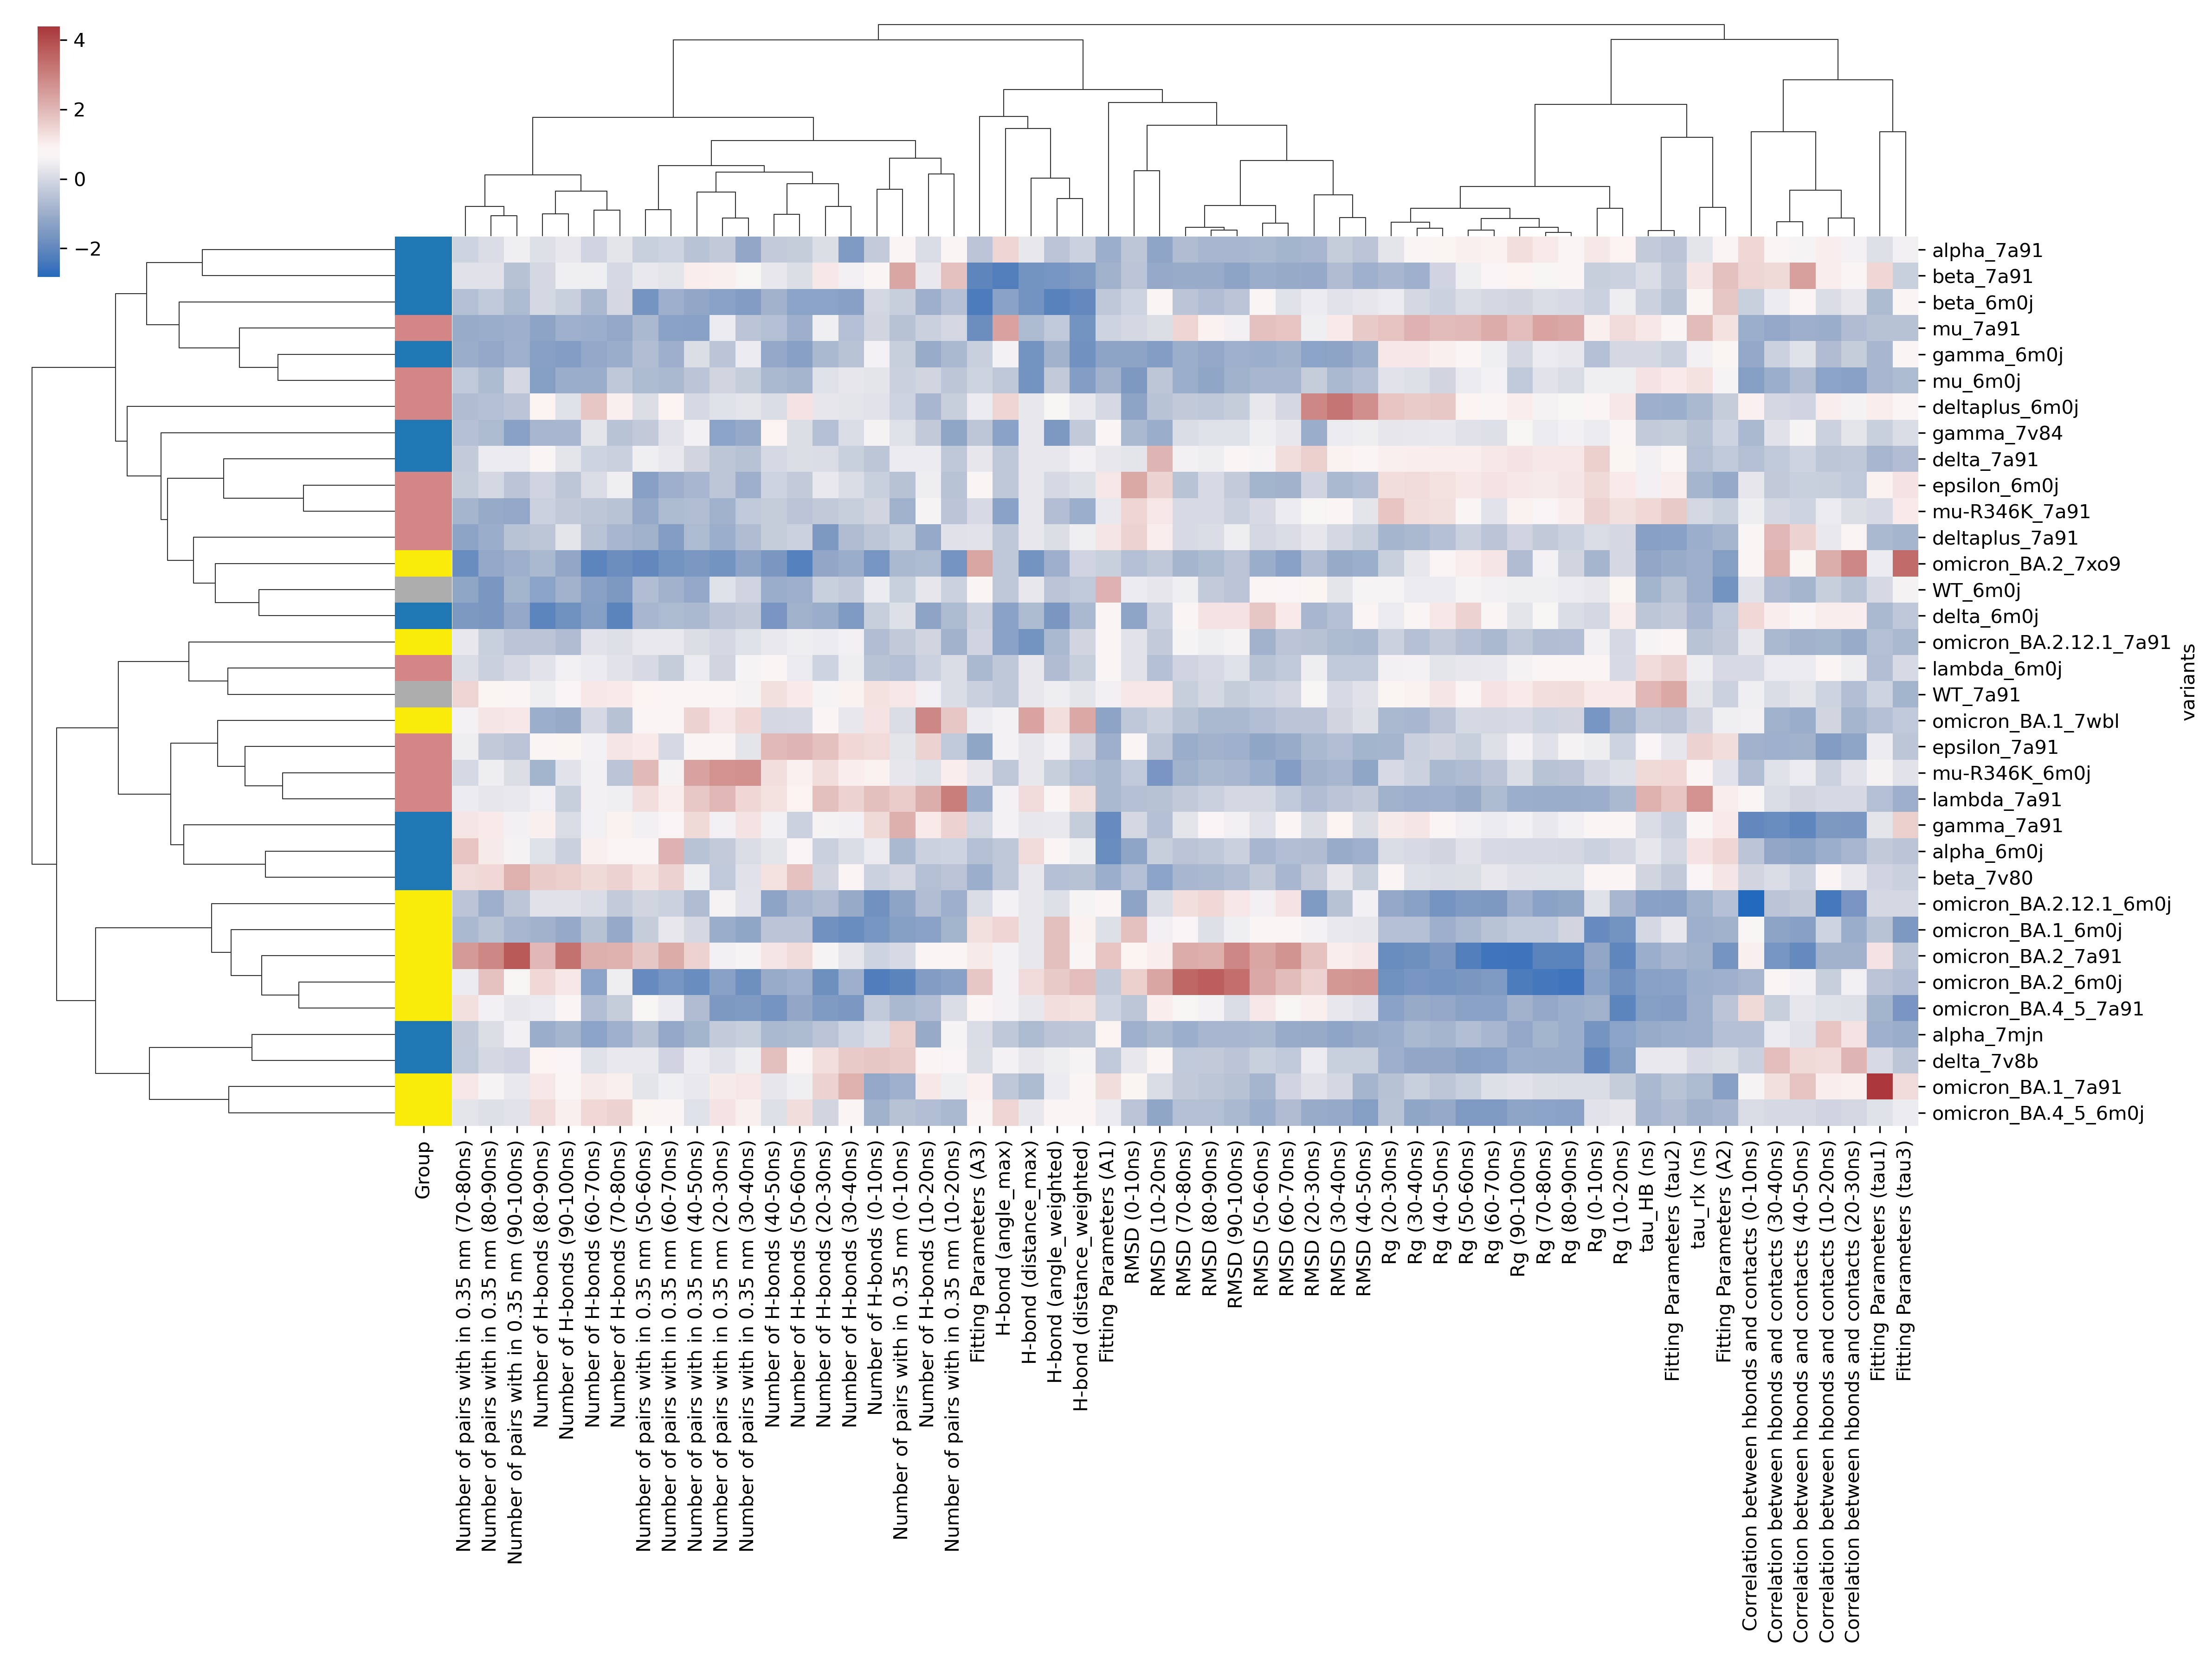 4
2
0
−2
alpha_7a91
beta_7a91
beta_6m0j
mu_7a91
gamma_6m0j
mu_6m0j
deltaplus_6m0j
gamma_7v84
delta_7a91
epsilon_6m0j
mu-R346K_7a91
deltaplus_7a91
omicron_BA.2_7xo9
WT_6m0j
delta_6m0j
omicron_BA.2.12.1_7a91
lambda_6m0j
WT_7a91
omicron_BA.1_7wbl
epsilon_7a91
mu-R346K_6m0j
lambda_7a91
gamma_7a91
alpha_6m0j
beta_7v80
omicron_BA.2.12.1_6m0j
omicron_BA.1_6m0j
omicron_BA.2_7a91
omicron_BA.2_6m0j
omicron_BA.4_5_7a91
alpha_7mjn
delta_7v8b
omicron_BA.1_7a91
omicron_BA.4_5_6m0j
variants
Group
Number of pairs with in 0.35 nm (70-80ns)
Number of pairs with in 0.35 nm (80-90ns)
Number of pairs with in 0.35 nm (90-100ns)
Number of H-bonds (80-90ns)
Number of H-bonds (90-100ns)
Number of H-bonds (60-70ns)
Number of H-bonds (70-80ns)
Number of pairs with in 0.35 nm (50-60ns)
Number of pairs with in 0.35 nm (60-70ns)
Number of pairs with in 0.35 nm (40-50ns)
Number of pairs with in 0.35 nm (20-30ns)
Number of pairs with in 0.35 nm (30-40ns)
Number of H-bonds (40-50ns)
Number of H-bonds (50-60ns)
Number of H-bonds (20-30ns)
Number of H-bonds (30-40ns)
Number of H-bonds (0-10ns)
Number of pairs with in 0.35 nm (0-10ns)
Number of H-bonds (10-20ns)
Number of pairs with in 0.35 nm (10-20ns)
Fitting Parameters (A3)
H-bond (angle_max)
H-bond (distance_max)
H-bond (angle_weighted)
H-bond (distance_weighted)
Fitting Parameters (A1)
RMSD (0-10ns)
RMSD (10-20ns)
RMSD (70-80ns)
RMSD (80-90ns)
RMSD (90-100ns)
RMSD (50-60ns)
RMSD (60-70ns)
RMSD (20-30ns)
RMSD (30-40ns)
RMSD (40-50ns)
Rg (20-30ns)
Rg (30-40ns)
Rg (40-50ns)
Rg (50-60ns)
Rg (60-70ns)
Rg (90-100ns)
Rg (70-80ns)
Rg (80-90ns)
Rg (0-10ns)
Rg (10-20ns)
tau_HB (ns)
Fitting Parameters (tau2)
tau_rlx (ns)
Fitting Parameters (A2)
Correlation between hbonds and contacts (0-10ns)
Correlation between hbonds and contacts (30-40ns)
Correlation between hbonds and contacts (40-50ns)
Correlation between hbonds and contacts (10-20ns)
Correlation between hbonds and contacts (20-30ns)
Fitting Parameters (tau1)
Fitting Parameters (tau3)